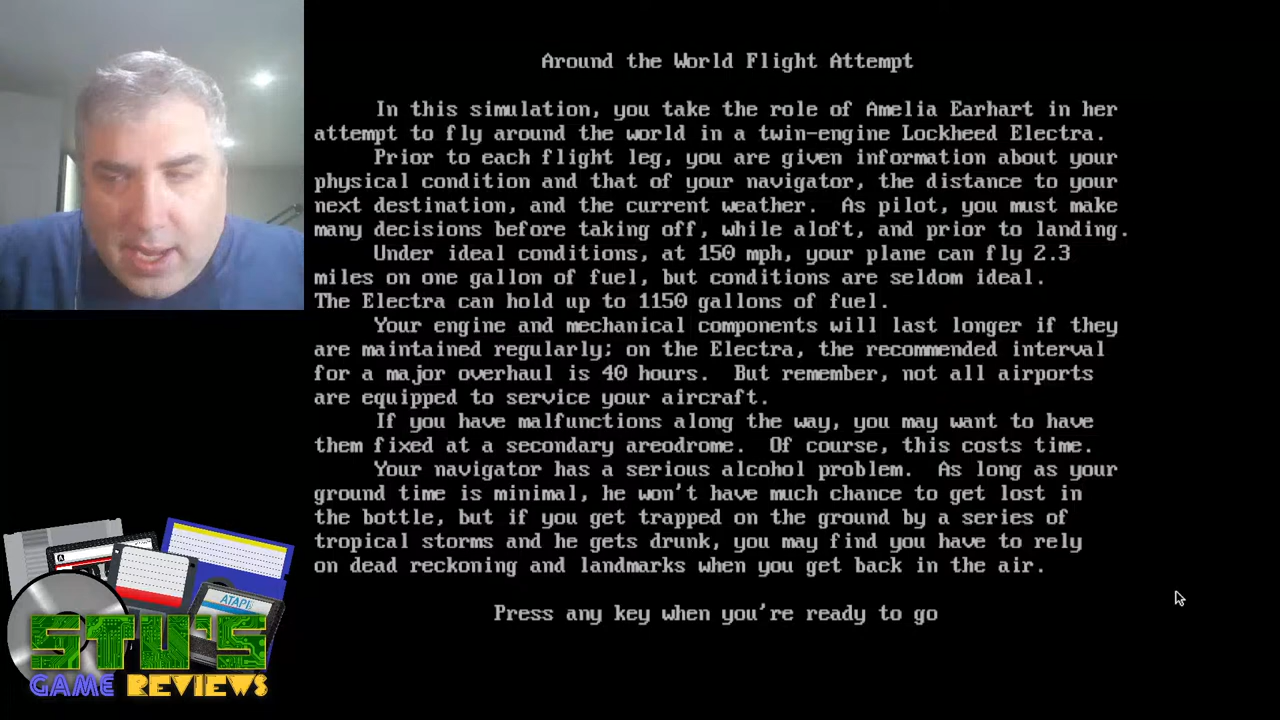 Around the World Flight Attempt
In this simulation, you take the role of Amelia Earhart in her
attempt to fly around the world in a twin-engine Lockheed Electra.
Prior to each flight leg, you are given information about your
physical condition and that of your navigator, the distance to your
next destination, and the current weather. As pilot, you must make
many decisions before taking off, while aloft, and prior to landing.
Under ideal conditions, at 150 mph, your plane can fly 2.3
miles on one gallon of fuel, but conditions are seldom ideal.
The Electra can hold up to 1150 gallons of fuel.
Your engine and mechanical components will last longer if they
are maintained regularly; on the Electra, the recommended interval
for a major overhaul is 40 hours. But remember, not all airports
are equipped to service your aircraft.
If you have malfunctions along the way, you may want to have
them fixed at a secondary areodrome. Of course, this costs time.
Your navigator has a serious alcohol problem. As long as your
ground time is minimal, he won't have much chance to get lost in
the bottle, but if you get trapped on the ground by a series of
tropical storms and he gets drunk, you may find you have to rely
on dead reckoning and landmarks when you get back in the air.
Press any key when you're ready to go
ATAPI
STU'S
GAME REVIEWS